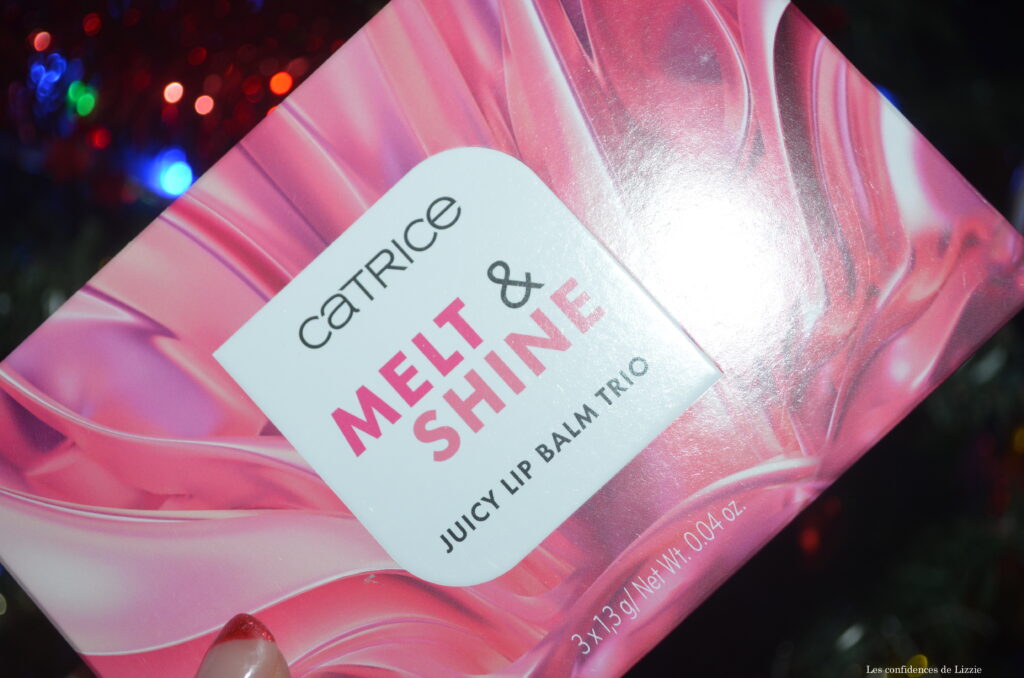 CATRICE
MELT &
SHINE
JUICY LIP BALM TRIO
3 x 1,3 g/ Net Wt. 0.04 oz.
Les confidences de Lizzie